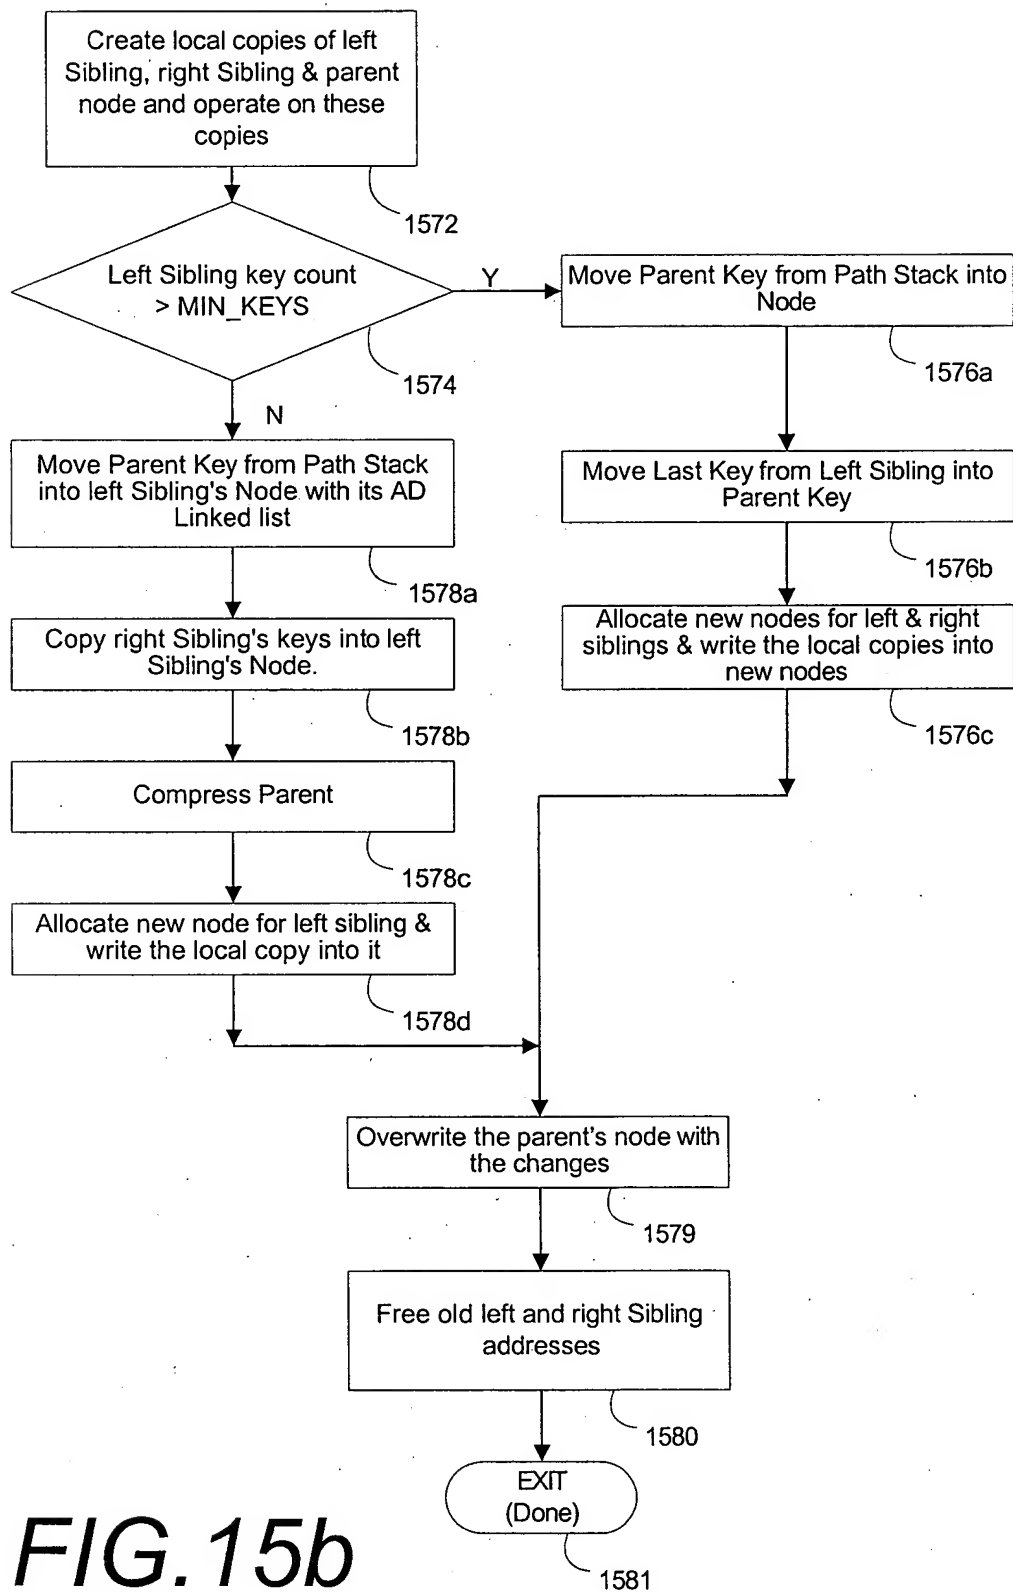 Create local copies of left
Sibling, right Sibling & parent
node and operate on these
copies
1572
Left Sibling key count
> MIN_KEYS
1574
Y
N
Move Parent Key from Path Stack into
Node
1576a
Move Last Key from Left Sibling into
Parent Key
1576b
Allocate new nodes for left & right
siblings & write the local copies into
new nodes
1576c
Move Parent Key from Path Stack
into left Sibling's Node with its AD
Linked list
1578a
Copy right Sibling's keys into left
Sibling's Node.
1578b
Compress Parent
1578c
Allocate new node for left sibling &
write the local copy into it
1578d
Overwrite the parent's node with
the changes
1579
Free old left and right Sibling
addresses
1580
EXIT
(Done)
1581
FIG.15b